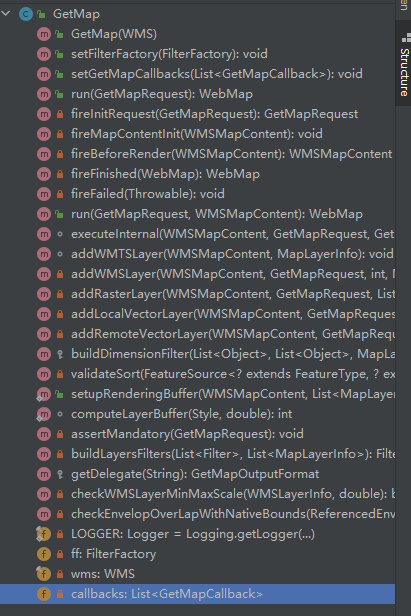 GetMap
GetMap(WMS)
setFilterFactory(FilterFactory): void
setGetMapCallbacks(List<GetMapCallback>): void
run(GetMapRequest): WebMap
fireInitRequest(GetMapRequest): GetMapRequest
fireMapContentInit(WMSMapContent): void
fireBeforeRender(WMSMapContent): WMSMapContent
fireFinished(WebMap): WebMap
fireFailed(Throwable): void
run(GetMapRequest, WMSMapContent): WebMap
executeInternal(WMSMapContent, GetMapRequest, Get
addWMTSLayer(WMSMapContent, MapLayerInfo): void
addWMSLayer(WMSMapContent, GetMapRequest, int, M
addRasterLayer(WMSMapContent, GetMapRequest, List
addLocalVectorLayer(WMSMapContent, GetMapReques
addRemoteVectorLayer(WMSMapContent, GetMapRequ
buildDimensionFilter(List<Object>, List<Object>, MapLa
validateSort(FeatureSource<? extends FeatureType, ? ex
setupRenderingBuffer(WMSMapContent, List<MapLayer
computeLayerBuffer(Style, double): int
assertMandatory(GetMapRequest): void
buildLayersFilters(List<Filter>, List<MapLayerInfo>): Filte
getDelegate(String): GetMapOutputFormat
checkWMSLayerMinMaxScale(WMSLayerInfo, double): b
checkEnvelopOverLapWithNativeBounds(ReferencedEnv
LOGGER: Logger = Logging.getLogger(...)
ff: FilterFactory
wms: WMS
callbacks: List<GetMapCallback>
en
Structure